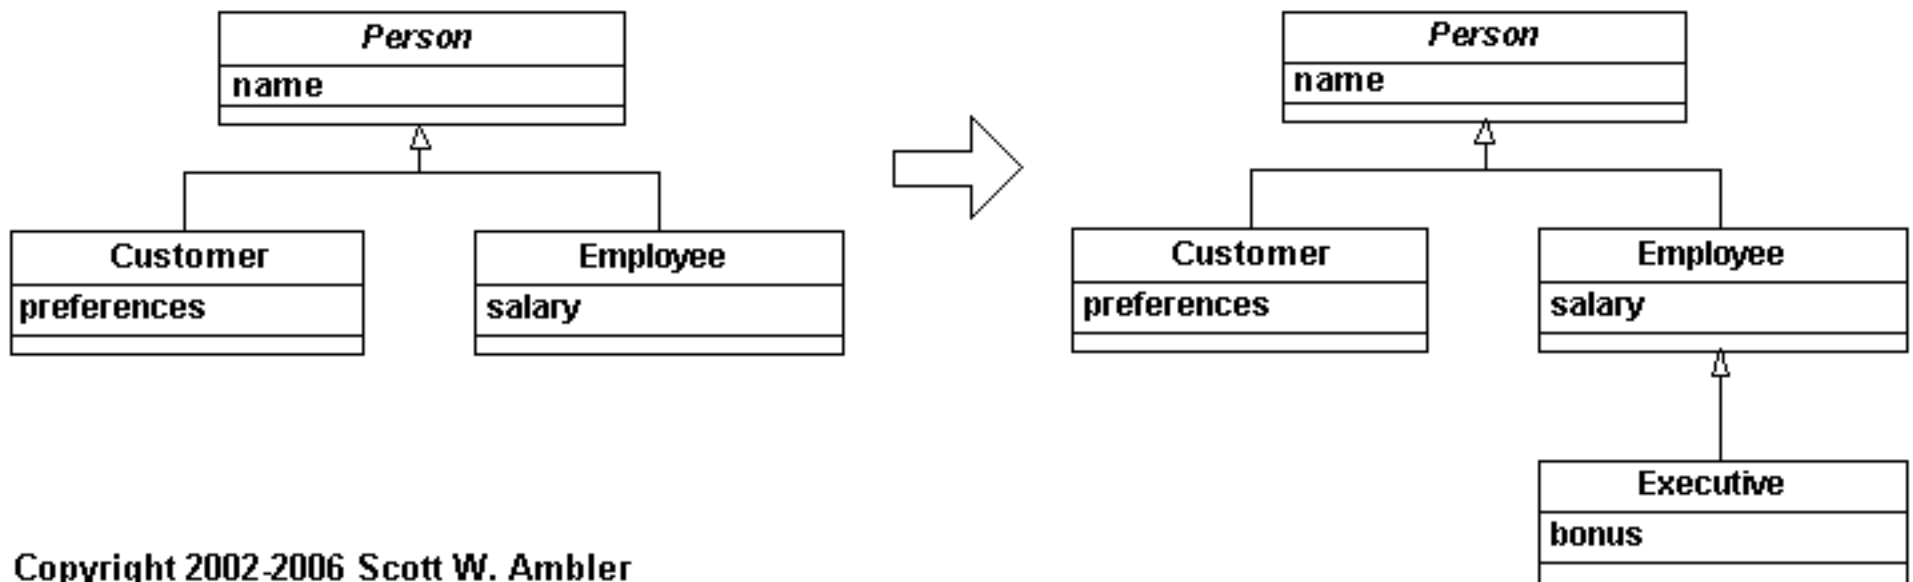 Person
name
Customer
preferences
Employee
salary
Person
name
Customer
preferences
Employee
salary
Executive
bonus
Copyright 2002-2006 Scott W. Ambler